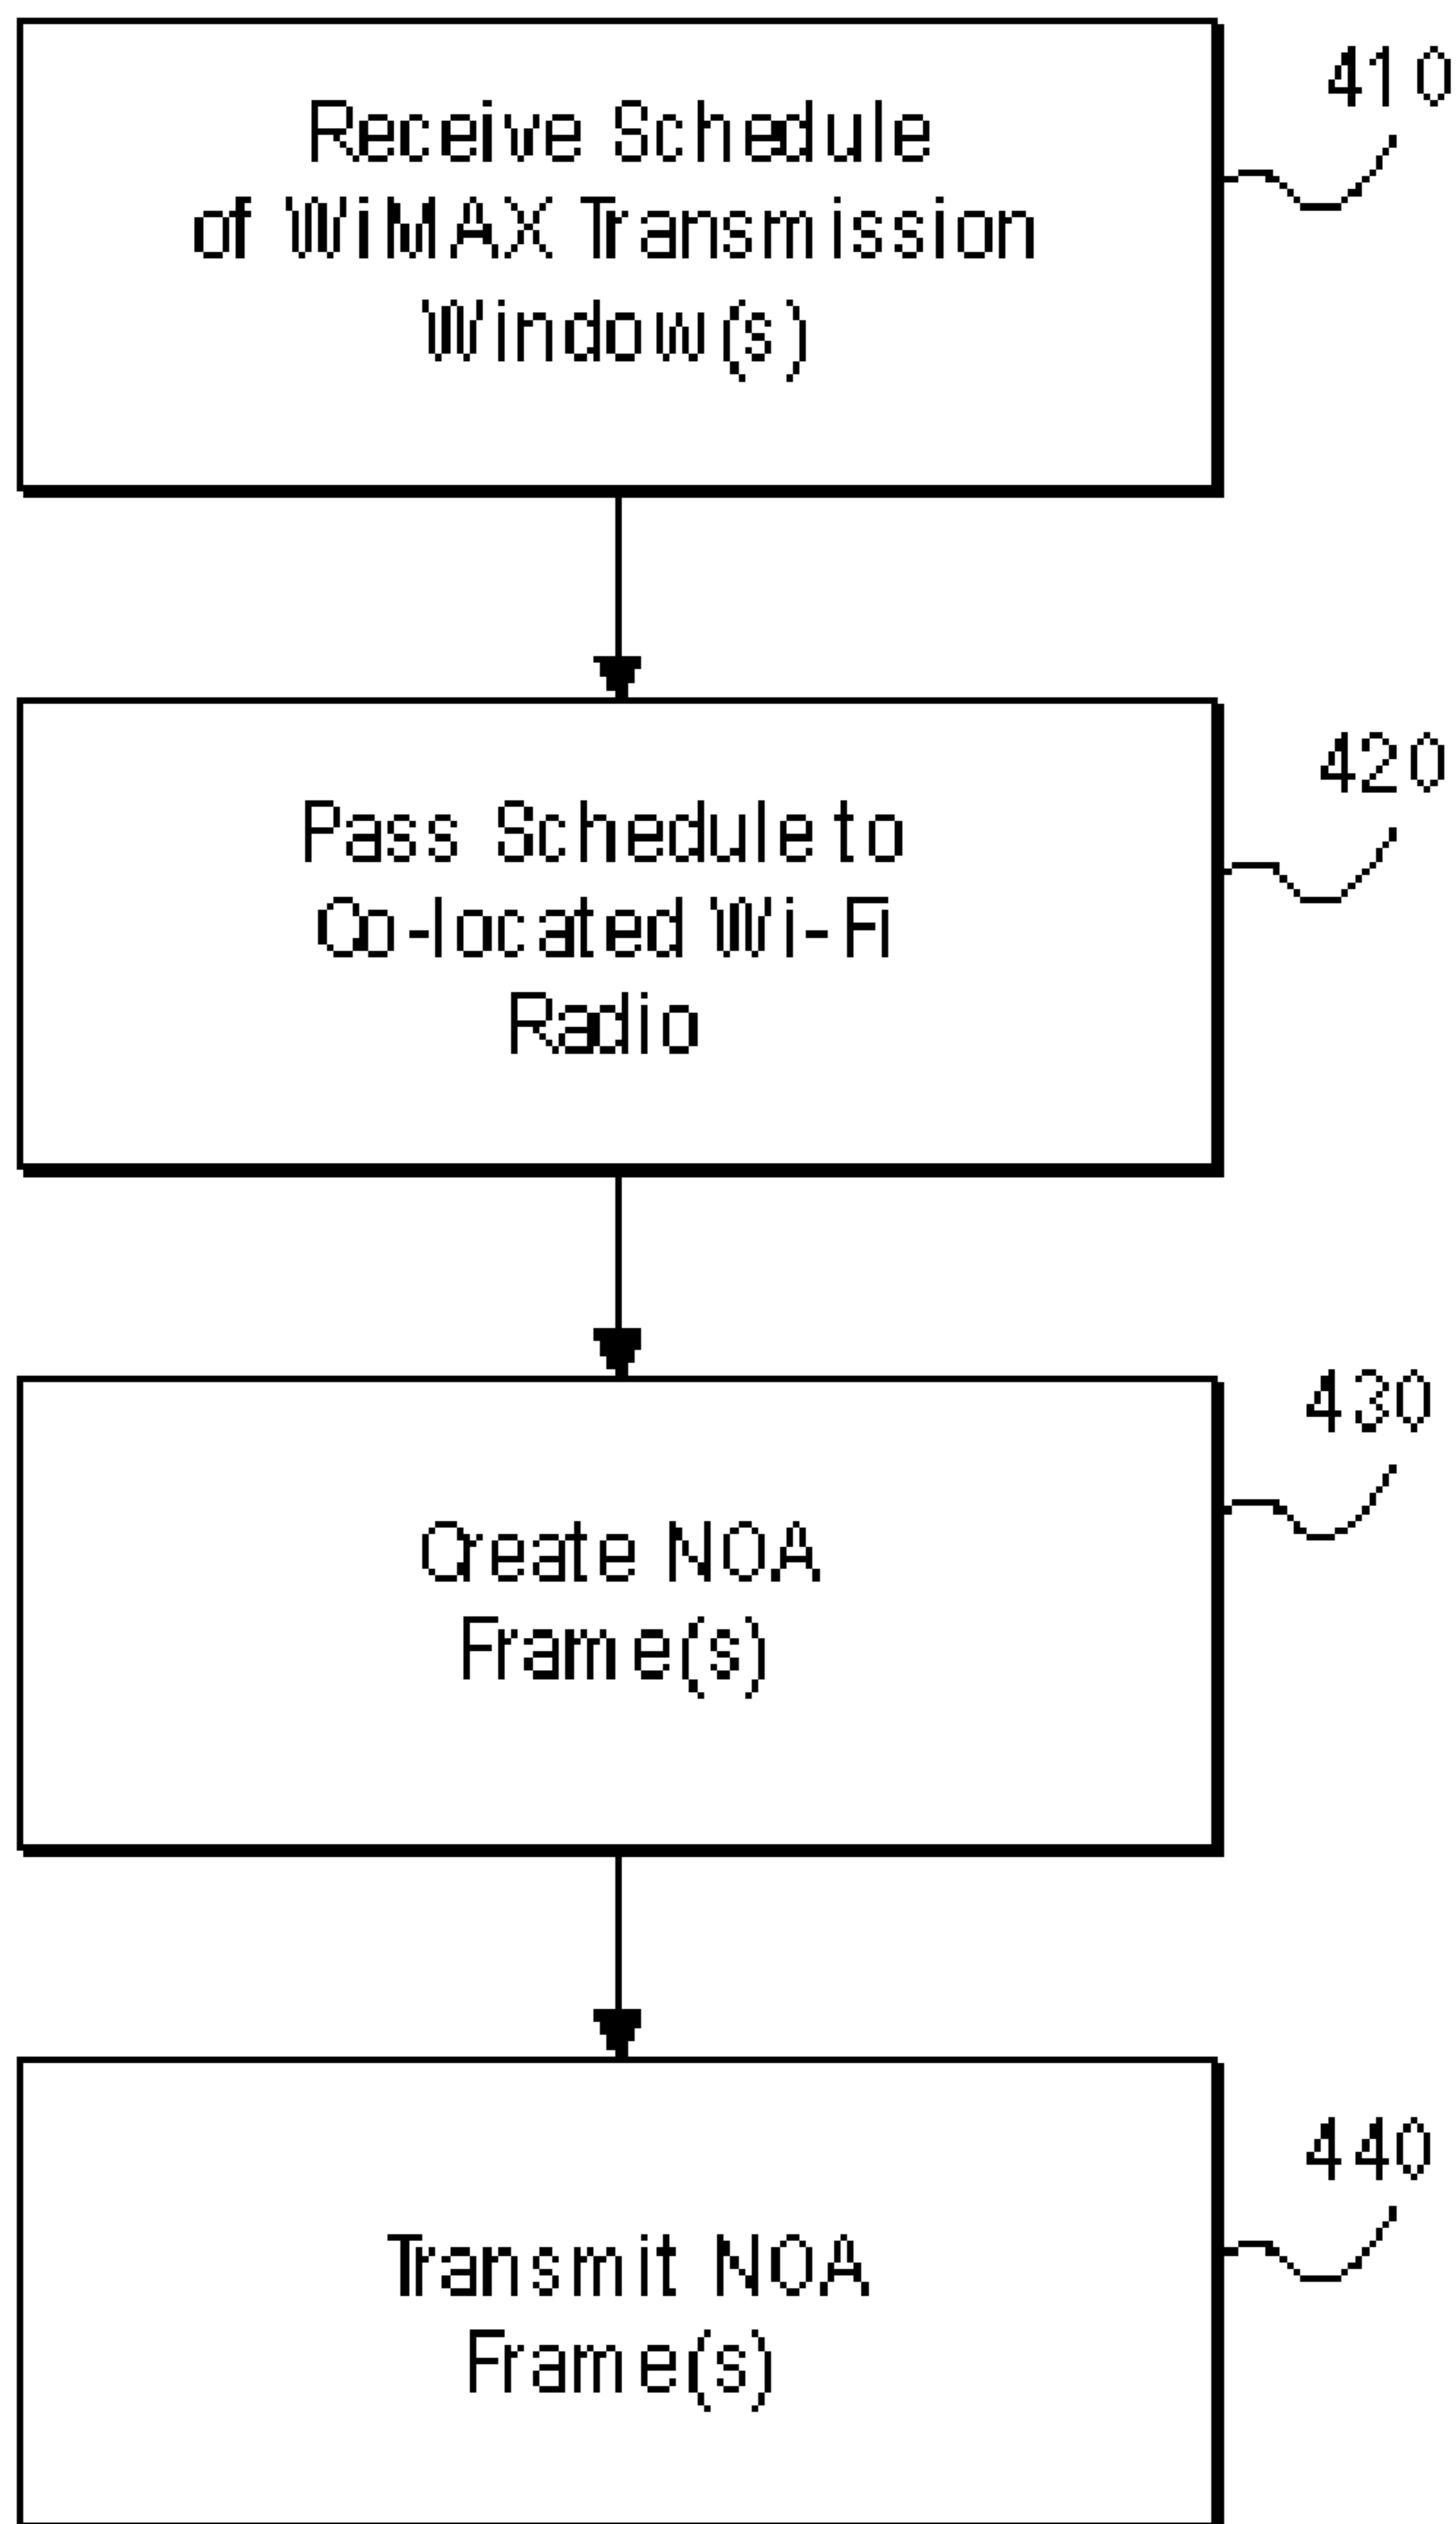 410
Receive Schedule
of WiMAX Transmission
Window(s)
420
Pass Schedule to
Co-located Wi-Fi
Radio
430
Create NOA
Frame(s)
440
Transmit NOA
Frame(s)